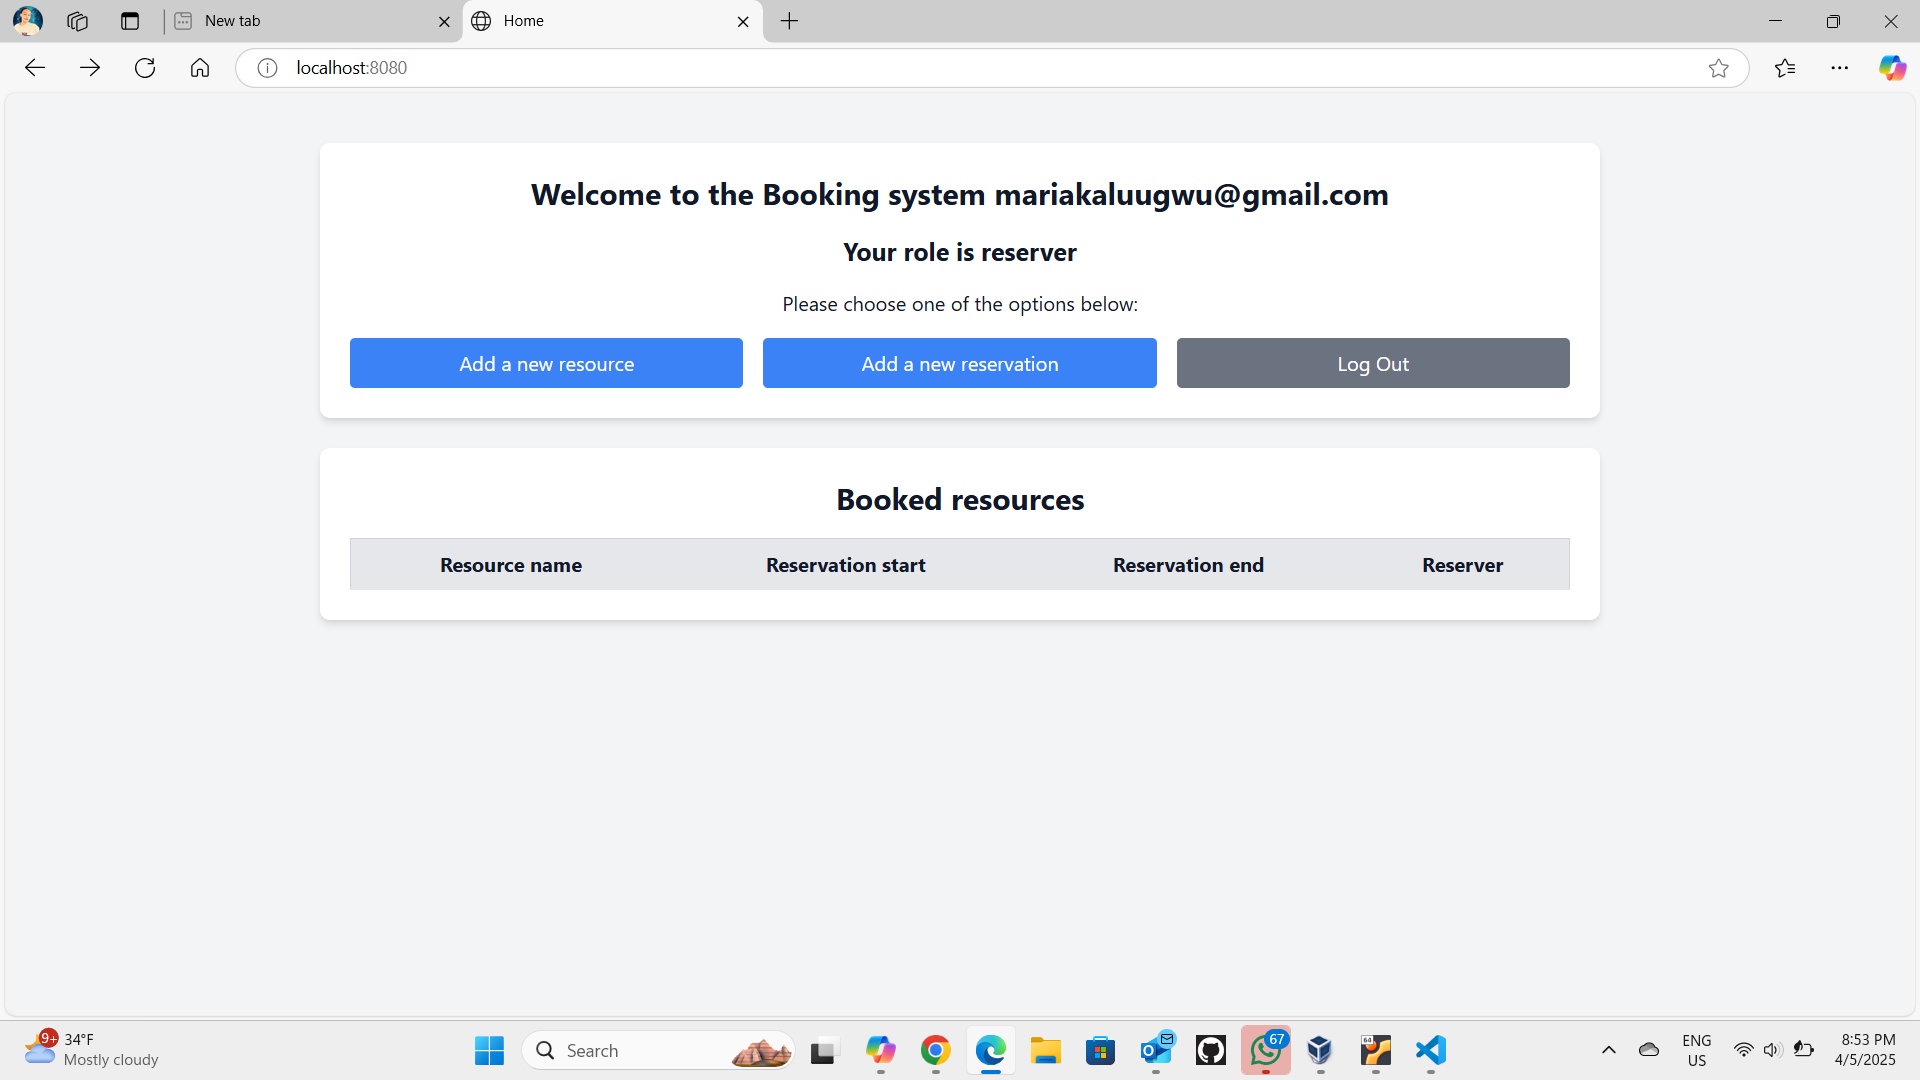 New tab
Home
localhost:8080
Welcome to the Booking system mariakaluugwu@gmail.com
Your role is reserver
Please choose one of the options below:
Add a new resource
Add a new reservation
Log Out
Booked resources
Resource name
Reservation start
Reservation end
Reserver
9+
34°F
Mostly cloudy
Search
67
64
ENG
US
8:53 PM
4/5/2025